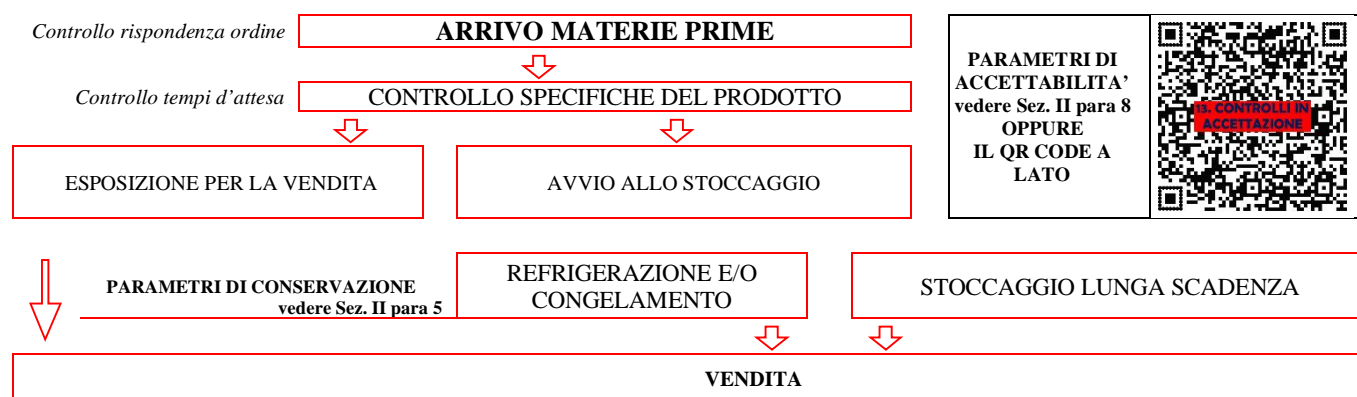 Controllo rispondenza ordine
ARRIVO MATERIE PRIME
Controllo tempi d'attesa
CONTROLLO SPECIFICHE DEL PRODOTTO
PARAMETRI DI
ACCETTABILITA'
vedere Sez. II para 8
OPPURE
IL QR CODE A
LATO
13. CONTROLLI IN
ACCETTAZIONE
ESPOSIZIONE PER LA VENDITA
AVVIO ALLO STOCCAGGIO
PARAMETRI DI CONSERVAZIONE
vedere Sez. II para 5
REFRIGERAZIONE E/O
CONGELAMENTO
STOCCAGGIO LUNGA SCADENZA
VENDITA